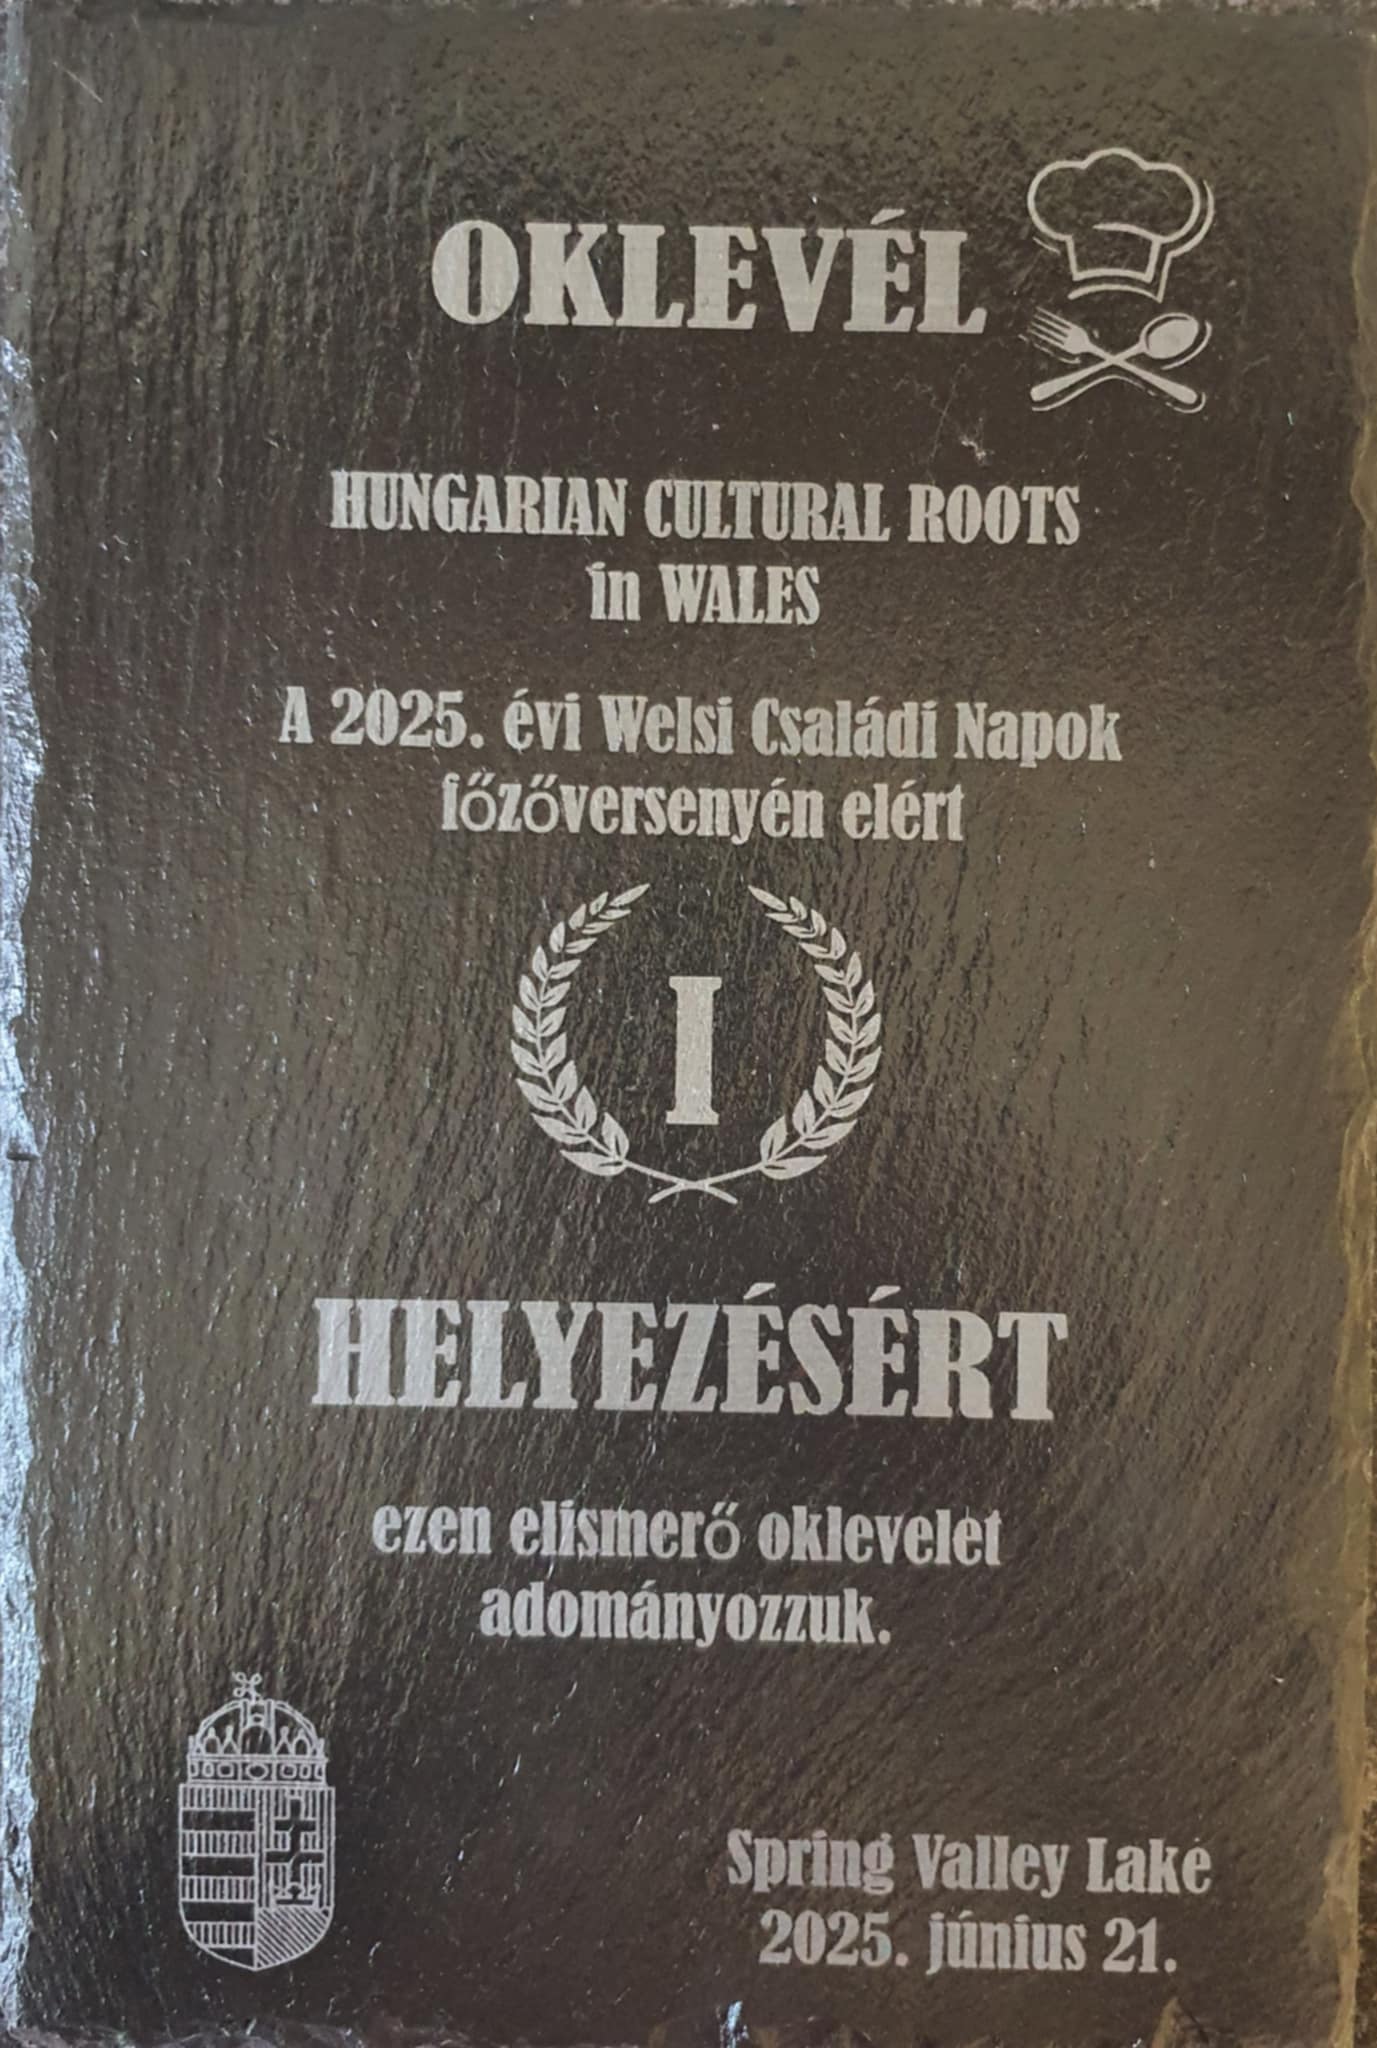 OKLEVÉL
HUNGARIAN CULTURAL ROOTS
in WALES
A 2025. évi Welsi Családi Napok
főzőversenyén elért
I
HELYEZÉSÉRT
ezen elismerő oklevelet
adományozzuk.
Spring Valley Lake
2025. június 21.